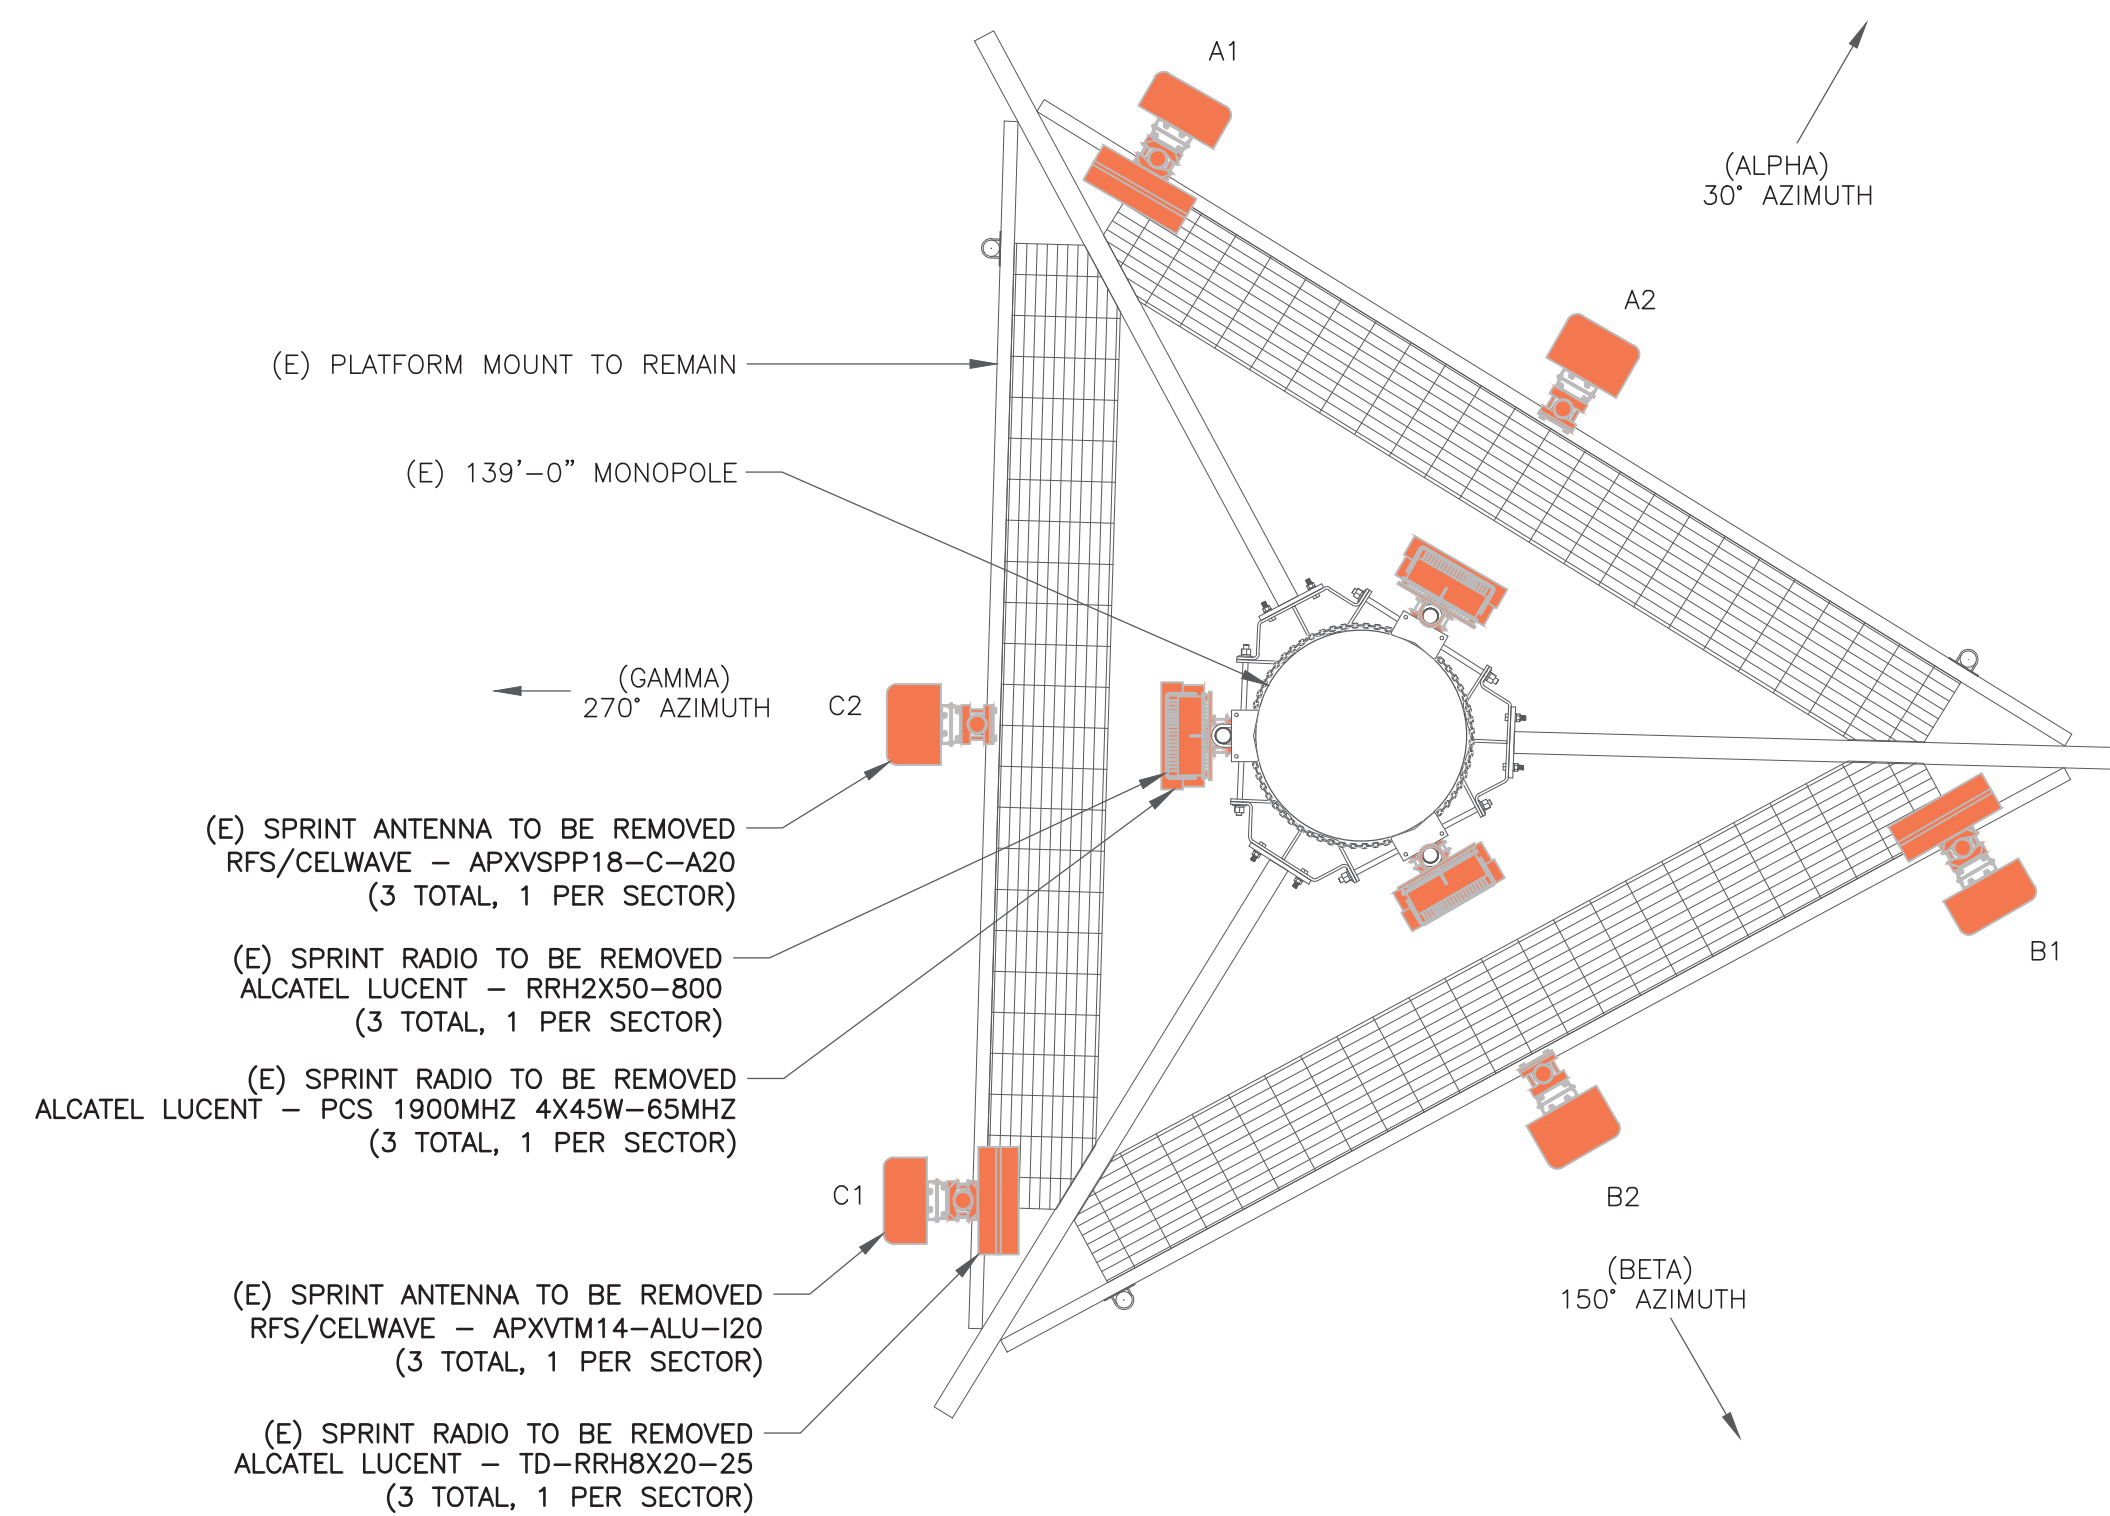 A1
(ALPHA)
30° AZIMUTH
A2
(E) PLATFORM MOUNT TO REMAIN
(E) 139'-0" MONOPOLE
(GAMMA)
270° AZIMUTH
C2
(E) SPRINT ANTENNA TO BE REMOVED
RFS/CELWAVE - APXVSPP18-C-A20
(3 TOTAL, 1 PER SECTOR)
(E) SPRINT RADIO TO BE REMOVED
ALCATEL LUCENT - RRH2X50-800
(3 TOTAL, 1 PER SECTOR)
(E) SPRINT RADIO TO BE REMOVED
ALCATEL LUCENT - PCS 1900MHZ 4X45W-65MHZ
(3 TOTAL, 1 PER SECTOR)
B1
C1
B2
(BETA)
150° AZIMUTH
(E) SPRINT ANTENNA TO BE REMOVED
RFS/CELWAVE - APXVTM14-ALU-I20
(3 TOTAL, 1 PER SECTOR)
(E) SPRINT RADIO TO BE REMOVED
ALCATEL LUCENT - TD-RRH8X20-25
(3 TOTAL, 1 PER SECTOR)